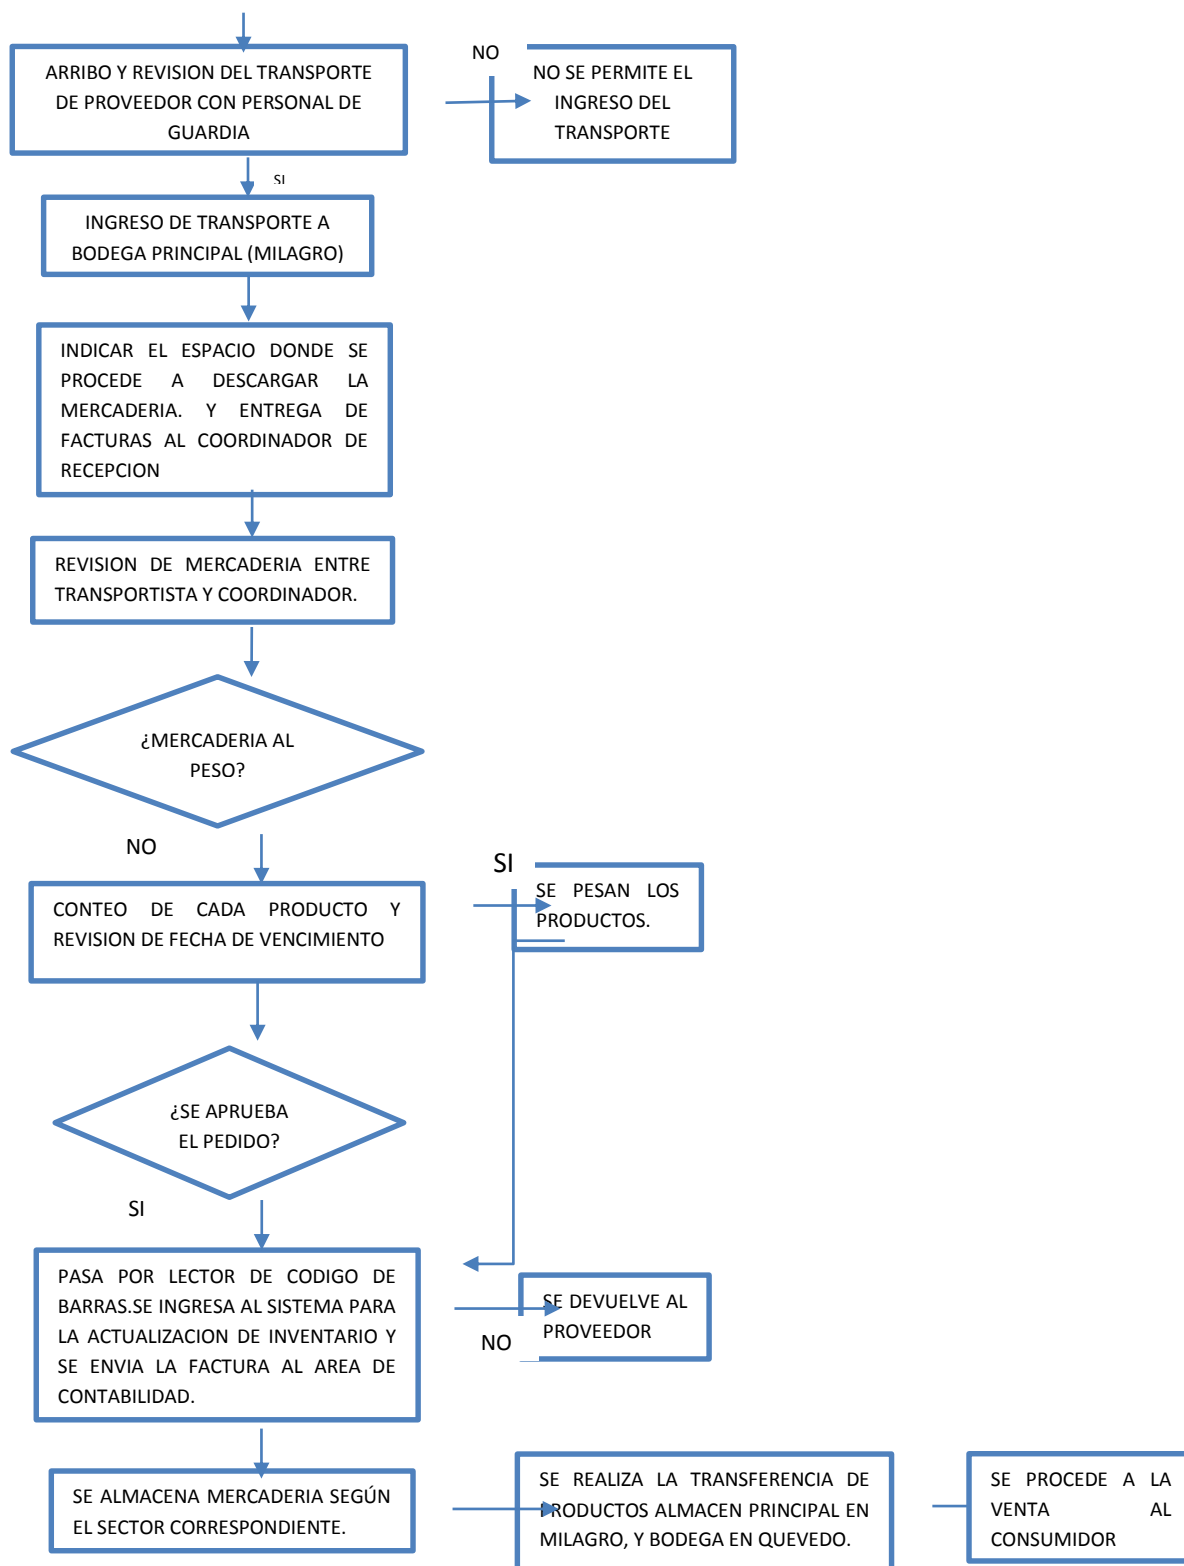 ARRIBO Y REVISION DEL TRANSPORTE
DE PROVEEDOR CON PERSONAL DE
GUARDIA
NO
NO SE PERMITE EL
INGRESO DEL
TRANSPORTE
SI
INGRESO DE TRANSPORTE A
BODEGA PRINCIPAL (MILAGRO)
INDICAR EL ESPACIO DONDE SE
PROCEDE A DESCARGAR LA
MERCADERIA. Y ENTREGA DE
FACTURAS AL COORDINADOR DE
RECEPCION
REVISION DE MERCADERIA ENTRE
TRANSPORTISTA Y COORDINADOR.
¿MERCADERIA AL
PESO?
NO
SI
CONTEO DE CADA PRODUCTO Y
REVISION DE FECHA DE VENCIMIENTO
SE PESAN LOS
PRODUCTOS.
¿SE APRUEBA
EL PEDIDO?
SI
PASA POR LECTOR DE CODIGO DE
BARRAS.SE INGRESA AL SISTEMA PARA
LA ACTUALIZACION DE INVENTARIO Y
SE ENVIA LA FACTURA AL AREA DE
CONTABILIDAD.
SE DEVUELVE AL
PROVEEDOR
NO
SE ALMACENA MERCADERIA SEGÚN
EL SECTOR CORRESPONDIENTE.
SE REALIZA LA TRANSFERENCIA DE
PRODUCTOS ALMACEN PRINCIPAL EN
MILAGRO, Y BODEGA EN QUEVEDO.
SE PROCEDE A LA
VENTA AL
CONSUMIDOR